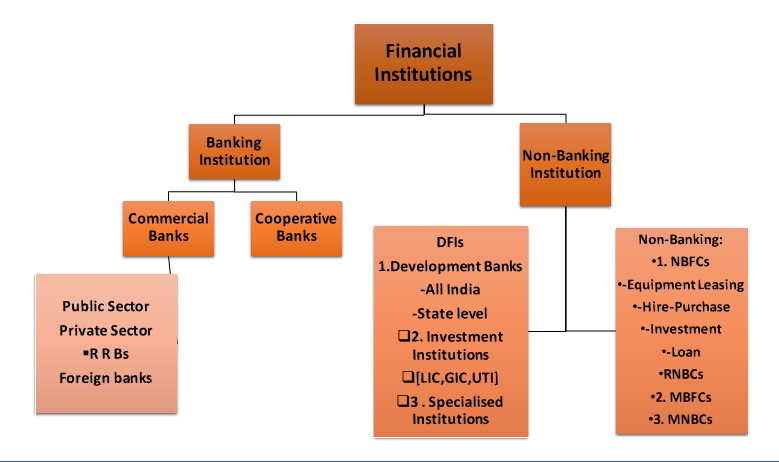 Financial
Institutions
Banking
Institution
Non-Banking
Institution
Commercial
Banks
Cooperative
Banks
Public Sector
Private Sector
▪R R Bs
Foreign banks
DFIs
1.Development Banks
-All India
-State level
❑2. Investment
Institutions
❑[LIC,GIC,UTI]
❑3 . Specialised
Institutions
Non-Banking:
•1. NBFCs
•-Equipment Leasing
•-Hire-Purchase
•-Investment
•-Loan
•RNBCs
•2. MBFCs
•3. MNBCs